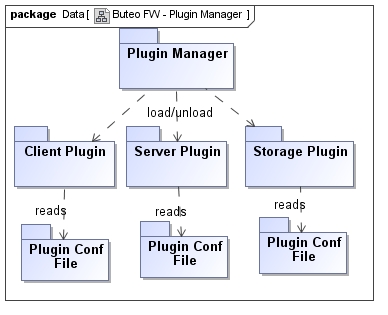 package Data [ Buteo FW - Plugin Manager ]
Plugin Manager
load/unload
Client Plugin
Server Plugin
Storage Plugin
reads
reads
reads
Plugin Conf
File
Plugin Conf
File
Plugin Conf
File